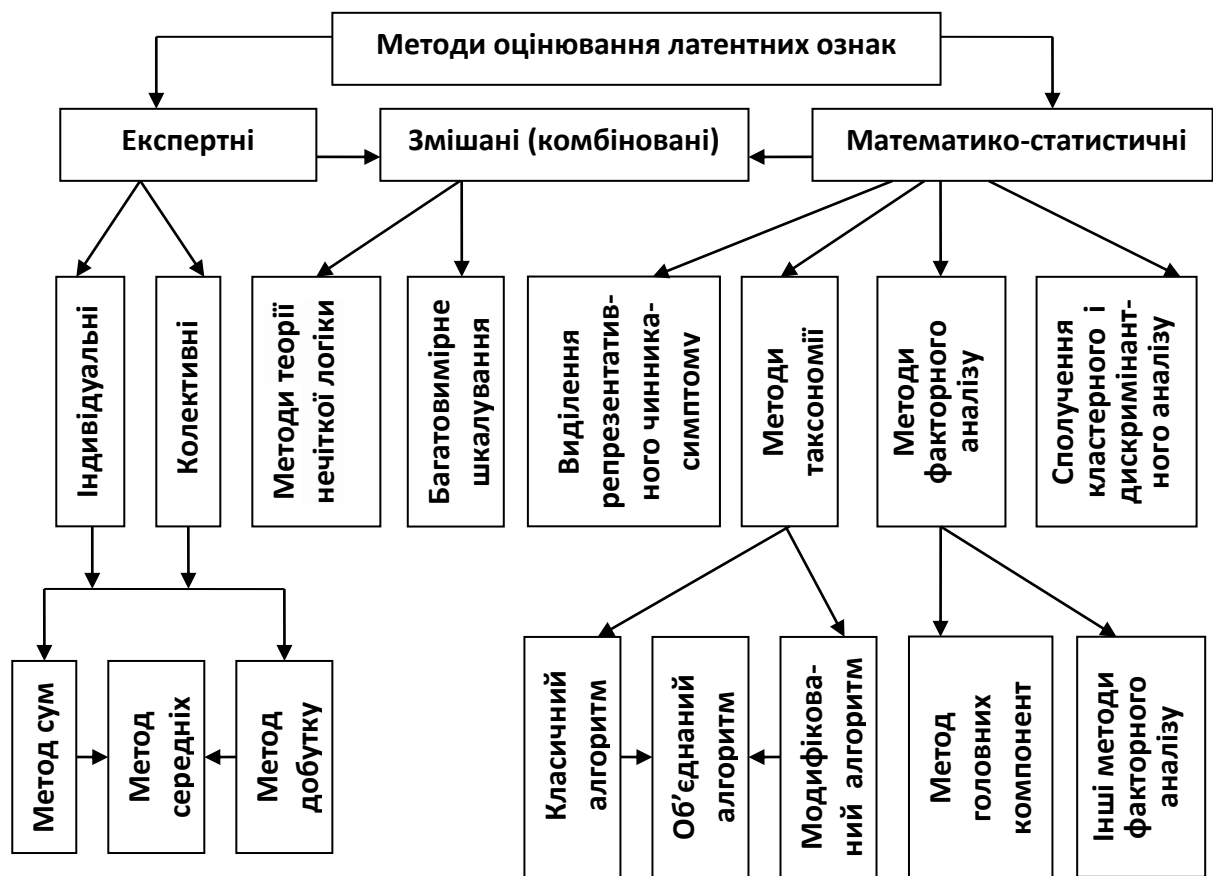 Методи оцінювання латентних ознак
Експертні
Змішані (комбіновані)
Математико-статистичні
Індивідуальні
Колективні
Методи теорії
нечіткої логіки
Багатовимірне
шкалування
Виділення
репрезентатив-
ного чинника-
симптому
Методи
таксономії
Методи
факторного
аналізу
Сполучення
кластерного і
дискримінант-
ного аналізу
Метод сум
Метод
середніх
Метод
добутку
Класичний
алгоритм
Об’єднаний
алгоритм
Модифікова-
ний алгоритм
Метод
головних
компонент
Інші методи
факторного
аналізу